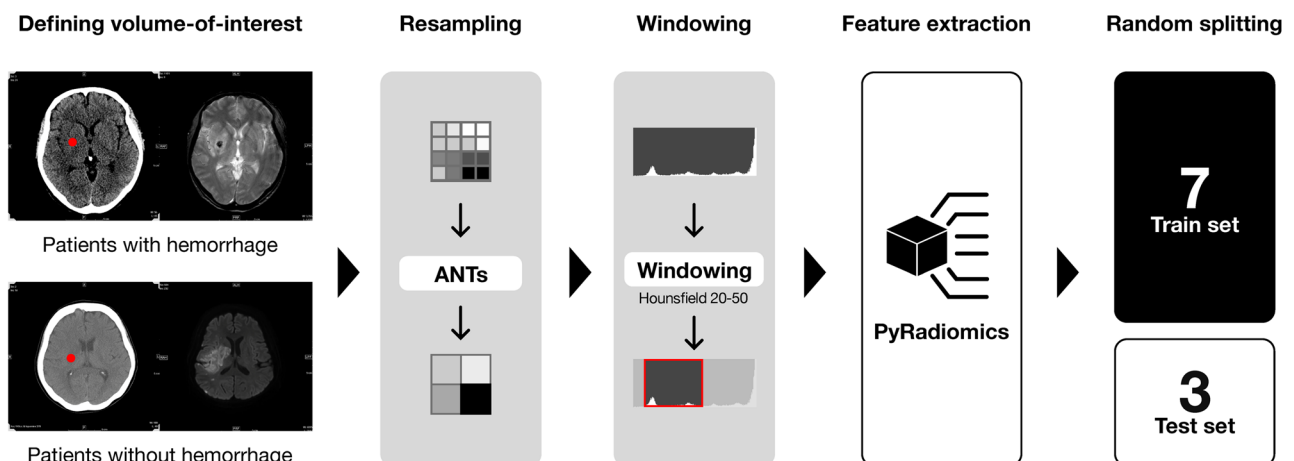 Defining volume-of-interest
Resampling
Windowing
Feature extraction
Random splitting
Patients with hemorrhage
Patients without hemorrhage
ANTs
Windowing
Hounsfield 20-50
PyRadiomics
7
Train set
3
Test set